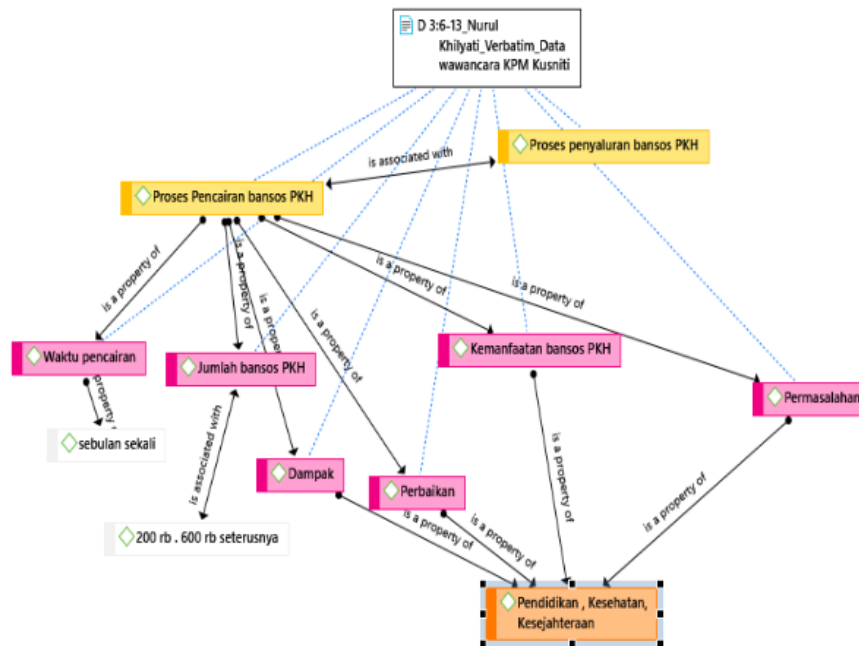 D 3:6-13_Nurul
Khilyati_Verbatim_Data
wawancara KPM Kusniti
Proses penyaluran bansos PKH
is associated with
Proses Pencairan bansos PKH
is a property of
is a property of
is a prope
is a property of
is a property of
is a property of
Waktu pencairan
Jumlah bansos PKH
Kemanfaatan bansos PKH
Permasalahan
property o
sebulan sekali
is associated with
Dampak
Perbaikan
is a property of
is a property of
is a property of
is a property of
200 rb . 600 rb seterusnya
Pendidikan , Kesehatan,
Kesejahteraan